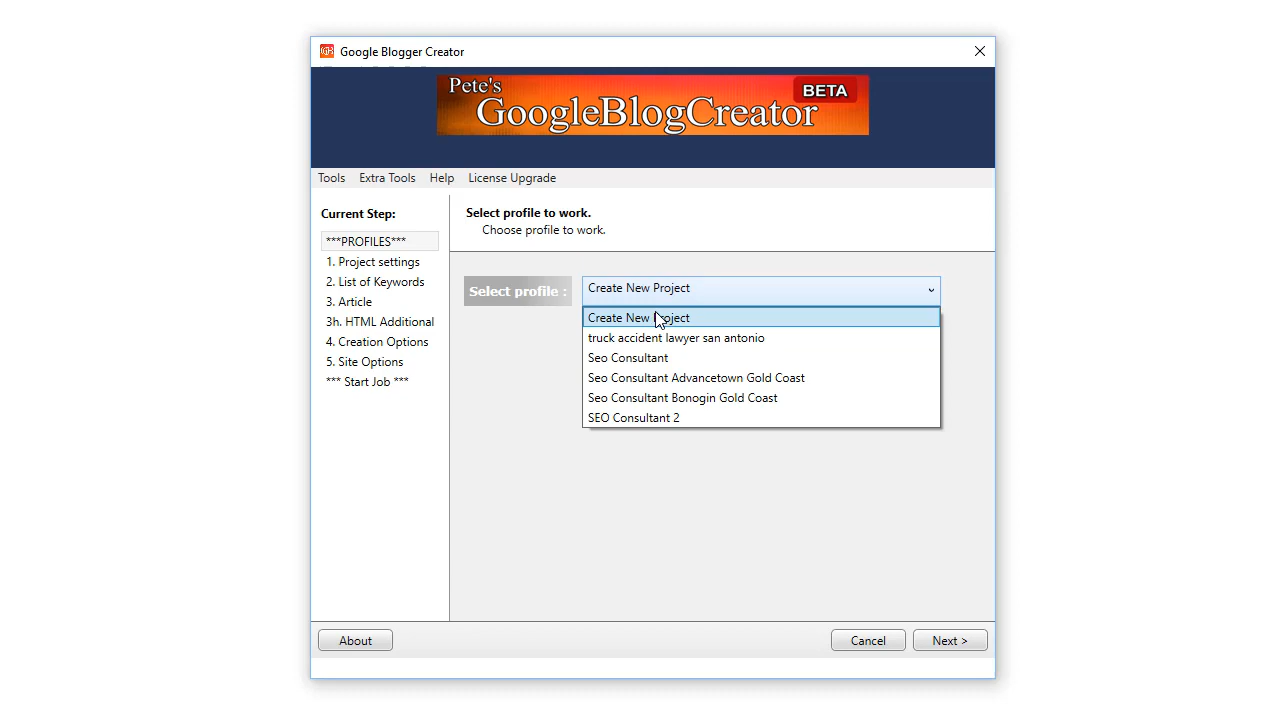 Google Blogger Creator
Pete's
GoogleBlogCreator
BETA
Tools Extra Tools Help License Upgrade
Current Step:
***PROFILES***
1. Project settings
2. List of Keywords
3. Article
3h. HTML Additional
4. Creation Options
5. Site Options
*** Start Job ***
Select profile to work.
Choose profile to work.
Select profile :
Create New Project
Create New Project
truck accident lawyer san antonio
Seo Consultant
Seo Consultant Advancetown Gold Coast
Seo Consultant Bonogin Gold Coast
SEO Consultant 2
About
Cancel
Next >